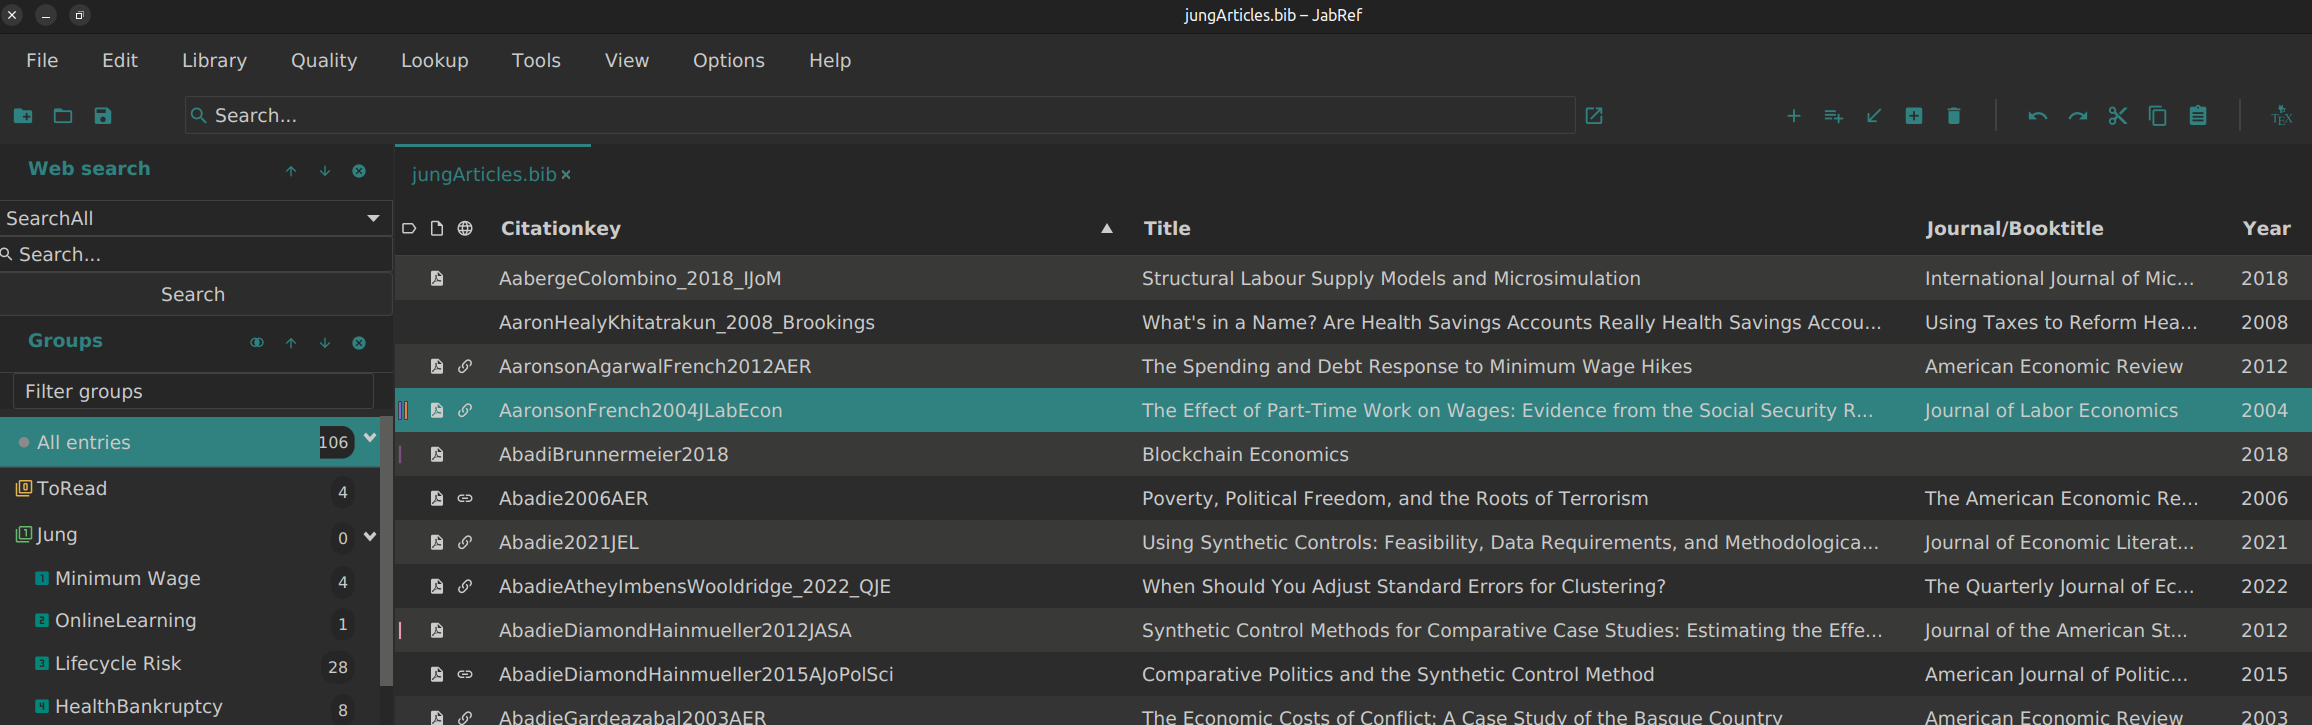 jungArticles.bib – JabRef
File Edit Library Quality Lookup Tools View Options Help
Search...
TEX
Web search
SearchAll
Search...
Search
Groups
Filter groups
All entries 106
ToRead 4
Jung 0
Minimum Wage 4
OnlineLearning 1
Lifecycle Risk 28
HealthBankruptcy 8
jungArticles.bib
Citationkey Title Journal/Booktitle Year
AabergeColombino_2018_IJoM Structural Labour Supply Models and Microsimulation International Journal of Mic... 2018
AaronHealyKhitatrakun_2008_Brookings What's in a Name? Are Health Savings Accounts Really Health Savings Accou... Using Taxes to Reform Hea... 2008
AaronsonAgarwalFrench2012AER The Spending and Debt Response to Minimum Wage Hikes American Economic Review 2012
AaronsonFrench2004JLabEcon The Effect of Part-Time Work on Wages: Evidence from the Social Security R... Journal of Labor Economics 2004
AbadiBrunnermeier2018 Blockchain Economics 2018
Abadie2006AER Poverty, Political Freedom, and the Roots of Terrorism The American Economic Re... 2006
Abadie2021JEL Using Synthetic Controls: Feasibility, Data Requirements, and Methodologica... Journal of Economic Literat... 2021
AbadieAtheyImbensWooldridge_2022_QJE When Should You Adjust Standard Errors for Clustering? The Quarterly Journal of Ec... 2022
AbadieDiamondHainmueller2012JASA Synthetic Control Methods for Comparative Case Studies: Estimating the Effe... Journal of the American St... 2012
AbadieDiamondHainmueller2015AJoPolSci Comparative Politics and the Synthetic Control Method American Journal of Politic... 2015
AbadieGardeazabal2003AER The Economic Costs of Conflict: A Case Study of the Basque Country American Economic Review 2003